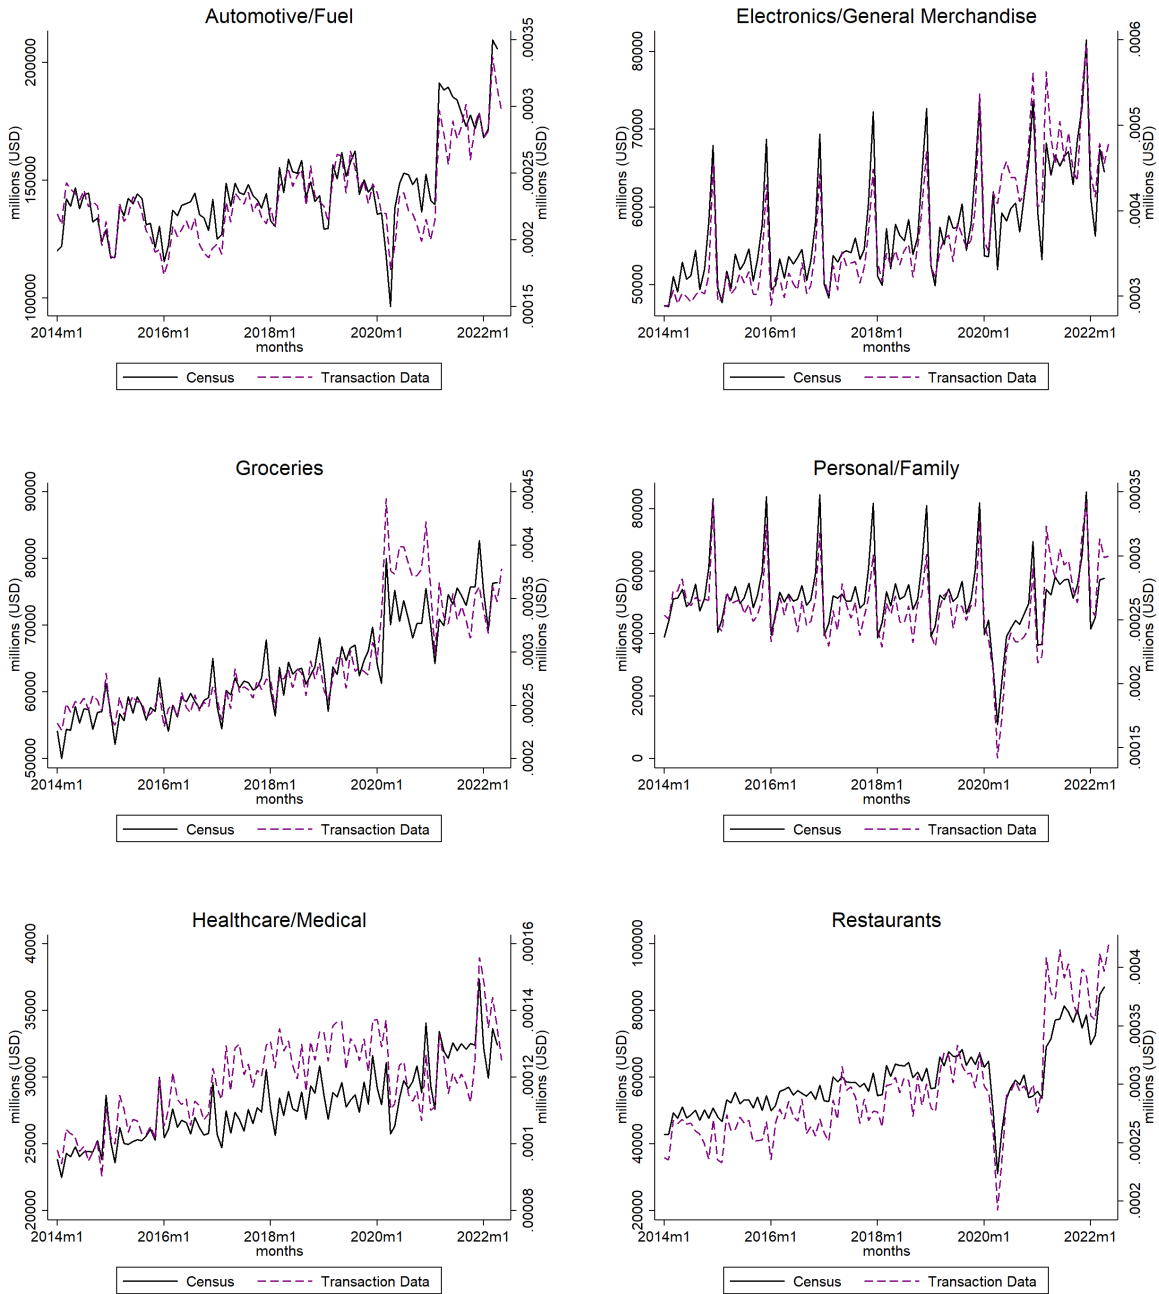 Automotive/Fuel
millions (USD)
100000
150000
200000
.00015
.0002
.00025
.0003
.00035
millions (USD)
2014m1 2016m1 2018m1 2020m1 2022m1
months
Census Transaction Data
Electronics/General Merchandise
millions (USD)
50000
60000
70000
80000
.0003
.0004
.0005
.0006
millions (USD)
2014m1 2016m1 2018m1 2020m1 2022m1
months
Census Transaction Data
Groceries
millions (USD)
50000
60000
70000
80000
90000
.0002
.00025
.0003
.00035
.0004
.00045
millions (USD)
2014m1 2016m1 2018m1 2020m1 2022m1
months
Census Transaction Data
Personal/Family
millions (USD)
0
20000
40000
60000
80000
.00015
.0002
.00025
.0003
.00035
millions (USD)
2014m1 2016m1 2018m1 2020m1 2022m1
months
Census Transaction Data
Healthcare/Medical
millions (USD)
20000
25000
30000
35000
40000
.00008
.0001
.00012
.00014
.00016
millions (USD)
2014m1 2016m1 2018m1 2020m1 2022m1
months
Census Transaction Data
Restaurants
millions (USD)
20000
40000
60000
80000
100000
.0002
.00025
.0003
.00035
.0004
millions (USD)
2014m1 2016m1 2018m1 2020m1 2022m1
months
Census Transaction Data